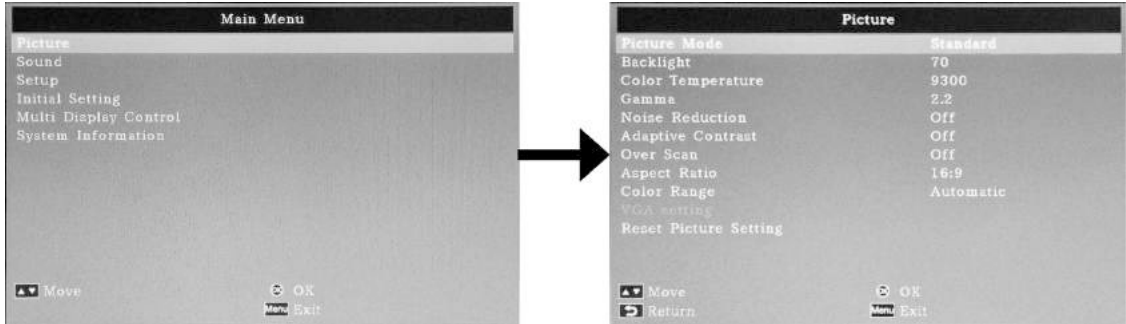 Main Menu
Picture
Sound
Setup
Initial Setting
Multi Display Control
System Information
Move
OK
Menu Exit
Picture
Picture Mode Standard
Backlight 70
Color Temperature 9300
Gamma 2.2
Noise Reduction Off
Adaptive Contrast Off
Over Scan Off
Aspect Ratio 16:9
Color Range Automatic
VGA setting
Reset Picture Setting
Move
OK
Return
Menu Exit